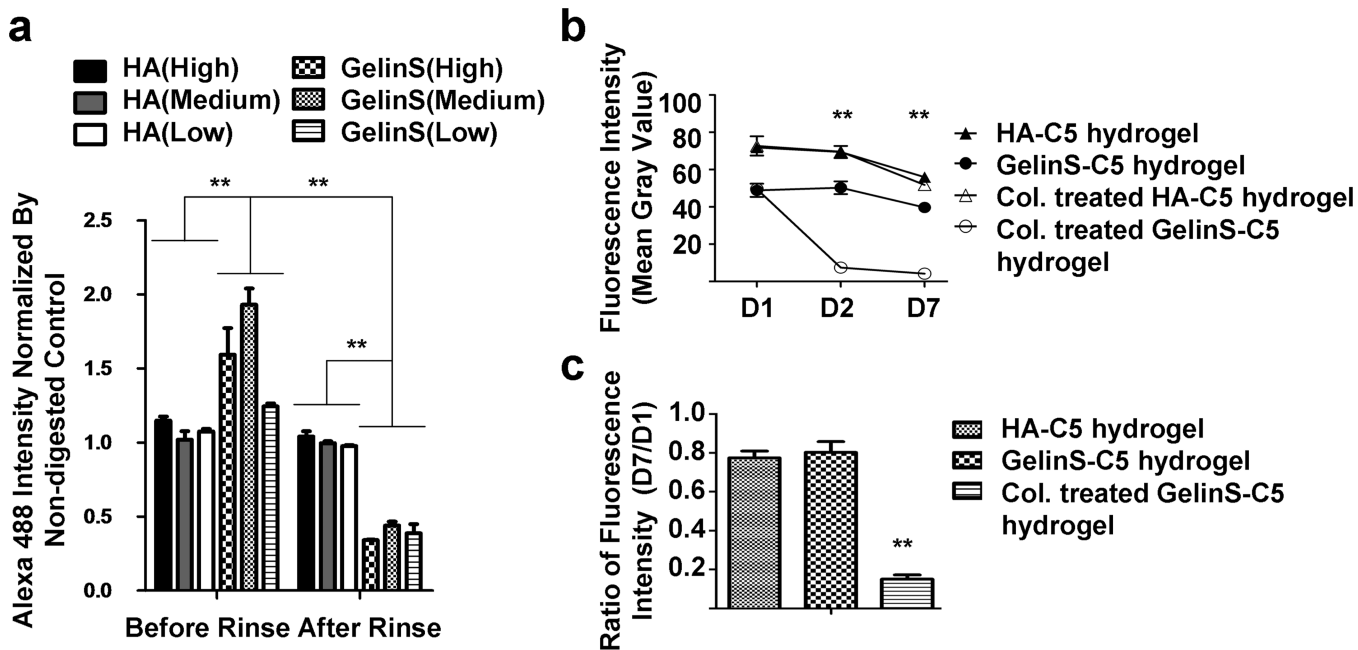 a
HA(High)
HA(Medium)
HA(Low)
GelinS(High)
GelinS(Medium)
GelinS(Low)
Alexa 488 Intensity Normalized By
Non-digested Control
2.5
2.0
1.5
1.0
0.5
0.0
**
**
**
Before Rinse
After Rinse
b
Fluorescence Intensity
(Mean Gray Value)
100
80
60
40
20
**
**
D1
D2
D7
HA-C5 hydrogel
GelinS-C5 hydrogel
Col. treated HA-C5 hydrogel
Col. treated GelinS-C5
hydrogel
c
Ratio of Fluorescence
Intensity (D7/D1)
1.0
0.8
0.6
0.4
0.2
**
HA-C5 hydrogel
GelinS-C5 hydrogel
Col. treated GelinS-C5
hydrogel